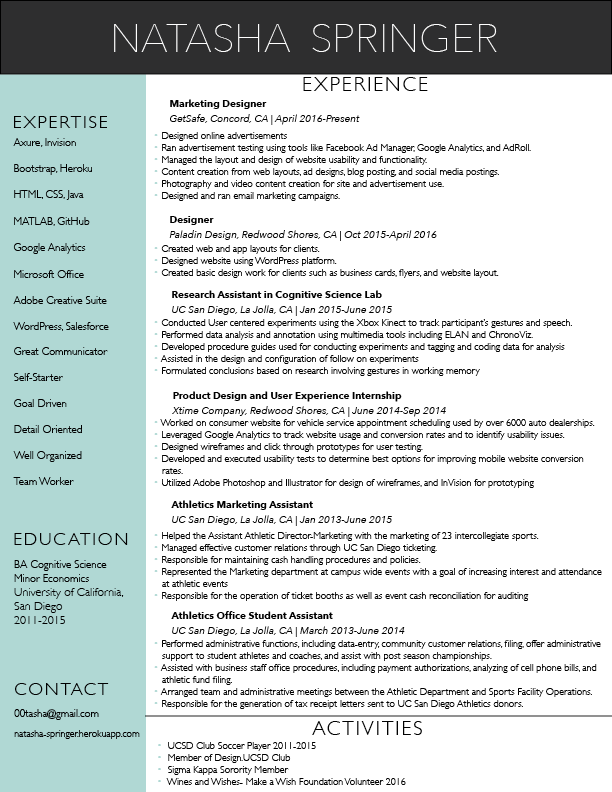 NATASHA SPRINGER
EXPERTISE
Axure, Invision
Bootstrap, Heroku
HTML, CSS, Java
MATLAB, GitHub
Google Analytics
Microsoft Office
Adobe Creative Suite
WordPress, Salesforce
Great Communicator
Self-Starter
Goal Driven
Detail Oriented
Well Organized
Team Worker
EDUCATION
BA Cognitive Science
Minor Economics
University of California,
San Diego
2011-2015
CONTACT
00tasha@gmail.com
natasha-springer.herokuapp.com
EXPERIENCE
Marketing Designer
GetSafe, Concord, CA | April 2016-Present
• Designed online advertisements
• Ran advertisement testing using tools like Facebook Ad Manager, Google Analytics, and AdRoll.
• Managed the layout and design of website usability and functionality.
• Content creation from web layouts, ad designs, blog posting, and social media postings.
• Photography and video content creation for site and advertisement use.
• Designed and ran email marketing campaigns.
Designer
Paladin Design, Redwood Shores, CA | Oct 2015-April 2016
• Created web and app layouts for clients.
• Designed website using WordPress platform.
• Created basic design work for clients such as business cards, flyers, and website layout.
Research Assistant in Cognitive Science Lab
UC San Diego, La Jolla, CA | Jan 2015-June 2015
• Conducted User centered experiments using the Xbox Kinect to track participant's gestures and speech.
• Performed data analysis and annotation using multimedia tools including ELAN and ChronoViz.
• Developed procedure guides used for conducting experiments and tagging and coding data for analysis
• Assisted in the design and configuration of follow on experiments
• Formulated conclusions based on research involving gestures in working memory
Product Design and User Experience Internship
Xtime Company, Redwood Shores, CA | June 2014-Sep 2014
• Worked on consumer website for vehicle service appointment scheduling used by over 6000 auto dealerships.
• Leveraged Google Analytics to track website usage and conversion rates and to identify usability issues.
• Designed wireframes and click through prototypes for user testing.
• Developed and executed usability tests to determine best options for improving mobile website conversion
rates.
• Utilized Adobe Photoshop and Illustrator for design of wireframes, and InVision for prototyping
Athletics Marketing Assistant
UC San Diego, La Jolla, CA | Jan 2013-June 2015
• Helped the Assistant Athletic Director-Marketing with the marketing of 23 intercollegiate sports.
• Managed effective customer relations through UC San Diego ticketing.
• Responsible for maintaining cash handling procedures and policies.
• Represented the Marketing department at campus wide events with a goal of increasing interest and attendance
at athletic events
• Responsible for the operation of ticket booths as well as event cash reconciliation for auditing
Athletics Office Student Assistant
UC San Diego, La Jolla, CA | March 2013-June 2014
• Performed administrative functions, including data-entry, community customer relations, filing, offer administrative
support to student athletes and coaches, and assist with post season championships.
• Assisted with business staff office procedures, including payment authorizations, analyzing of cell phone bills, and
athletic fund filing.
• Arranged team and administrative meetings between the Athletic Department and Sports Facility Operations.
• Responsible for the generation of tax receipt letters sent to UC San Diego Athletics donors.
ACTIVITIES
• UCSD Club Soccer Player 2011-2015
• Member of Design.UCSD Club
• Sigma Kappa Sorority Member
• Wines and Wishes- Make a Wish Foundation Volunteer 2016